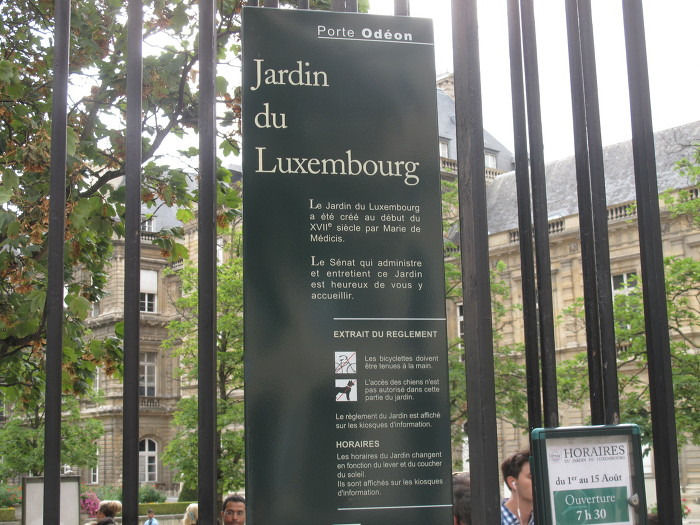 Porte Odéon
Jardin
du
Luxembourg
Le Jardin du Luxembourg
a été créé au début du
XVIIe siècle par Marie de
Médicis.
Le Sénat qui administre
et entretient ce Jardin
est heureux de vous y
accueillir.
EXTRAIT DU REGLEMENT
Les bicyclettes doivent
être tenues à la main.
L'accès des chiens n'est
pas autorisé dans cette
partie du jardin.
Le règlement du Jardin est affiché
sur les kiosques d'information.
HORAIRES
Les horaires du Jardin changent
en fonction du lever et du coucher
du soleil.
Ils sont affichés sur les kiosques
d'information.
HORAIRES
DU JARDIN DU LUXEMBOURG
du 1er au 15 Août
Ouverture
7 h 30